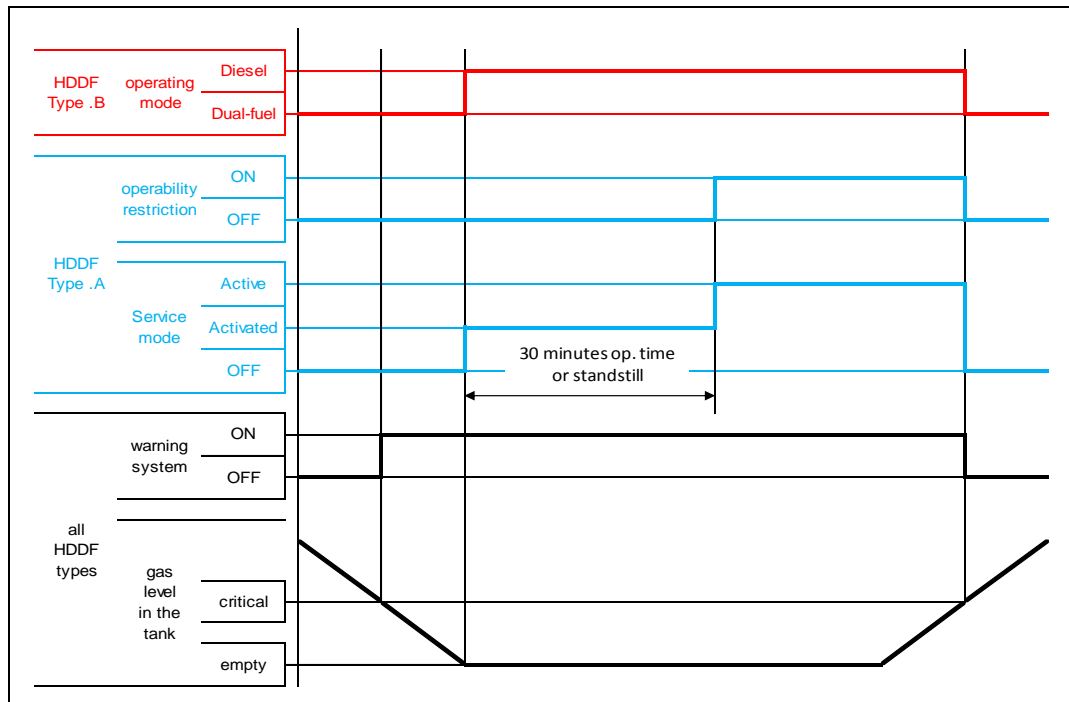 HDDF
Type .B
operating
mode
Diesel
Dual-fuel
HDDF
Type .A
operability
restriction
ON
OFF
Service
mode
Active
Activated
OFF
30 minutes op. time
or standstill
all
HDDF
types
warning
system
ON
OFF
gas
level
in the
tank
critical
empty